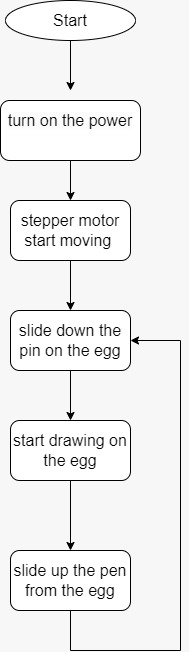 Start
turn on the power
stepper motor
start moving
slide down the
pin on the egg
start drawing on
the egg
slide up the pen
from the egg